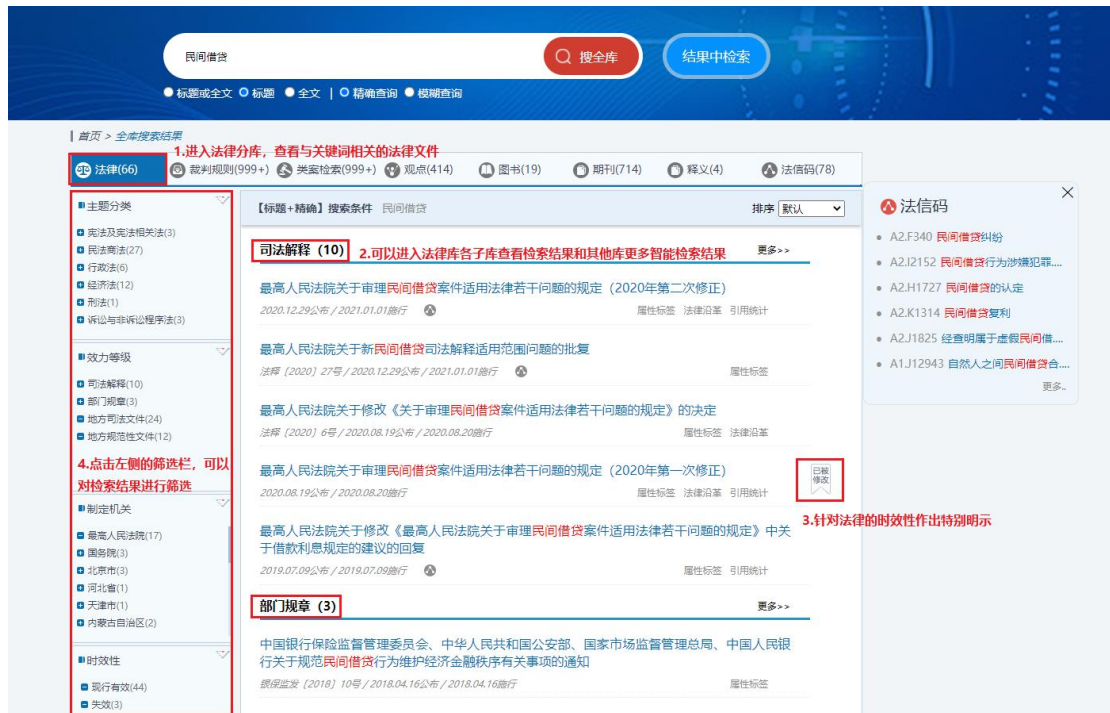 民间借贷
搜全库
结果中检索
标题或全文 标题 全文 | 精确查询 模糊查询
首页 > 全库搜索结果
1.进入法律分库，查看与关键词相关的法律文件
法律(66) 裁判规则(999+) 类案检索(999+) 观点(414) 图书(19) 期刊(714) 释义(4) 法信码(78)
主题分类
宪法及宪法相关法(3)
民法商法(27)
行政法(6)
经济法(12)
刑法(1)
诉讼与非诉讼程序法(3)
效力等级
司法解释(10)
部门规章(3)
地方司法文件(24)
地方规范性文件(12)
4.点击左侧的筛选栏，可以
对检索结果进行筛选
制定机关
最高人民法院(17)
国务院(3)
北京市(3)
河北省(1)
天津市(1)
内蒙古自治区(2)
时效性
现行有效(44)
失效(3)
【标题+精确】搜索条件 民间借贷
排序 默认
司法解释（10）
2.可以进入法律库各子库查看检索结果和其他库更多智能检索结果
更多>>
最高人民法院关于审理民间借贷案件适用法律若干问题的规定（2020年第二次修正）
2020.12.29公布 / 2021.01.01施行
属性标签 法律沿革 引用统计
最高人民法院关于新民间借贷司法解释适用范围问题的批复
法释〔2020〕27号 / 2020.12.29公布 / 2021.01.01施行
属性标签
最高人民法院关于修改《关于审理民间借贷案件适用法律若干问题的规定》的决定
法释〔2020〕6号 / 2020.08.19公布 / 2020.08.20施行
属性标签 法律沿革
最高人民法院关于审理民间借贷案件适用法律若干问题的规定（2020年第一次修正）
2020.08.19公布 / 2020.08.20施行
属性标签 法律沿革 引用统计
已被
修改
3.针对法律的时效性作出特别明示
最高人民法院关于修改《最高人民法院关于审理民间借贷案件适用法律若干问题的规定》中关
于借款利息规定的建议的回复
2019.07.09公布 / 2019.07.09施行
属性标签 引用统计
部门规章（3）
更多>>
中国银行保险监督管理委员会、中华人民共和国公安部、国家市场监督管理总局、中国人民银
行关于规范民间借贷行为维护经济金融秩序有关事项的通知
银保监发〔2018〕10号 / 2018.04.16公布 / 2018.04.16施行
属性标签
法信码
A2.F340 民间借贷纠纷
A2.I2152 民间借贷行为涉嫌犯罪....
A2.H1727 民间借贷的认定
A2.K1314 民间借贷复利
A2.J1825 经查明属于虚假民间借....
A1.J12943 自然人之间民间借贷合....
更多..